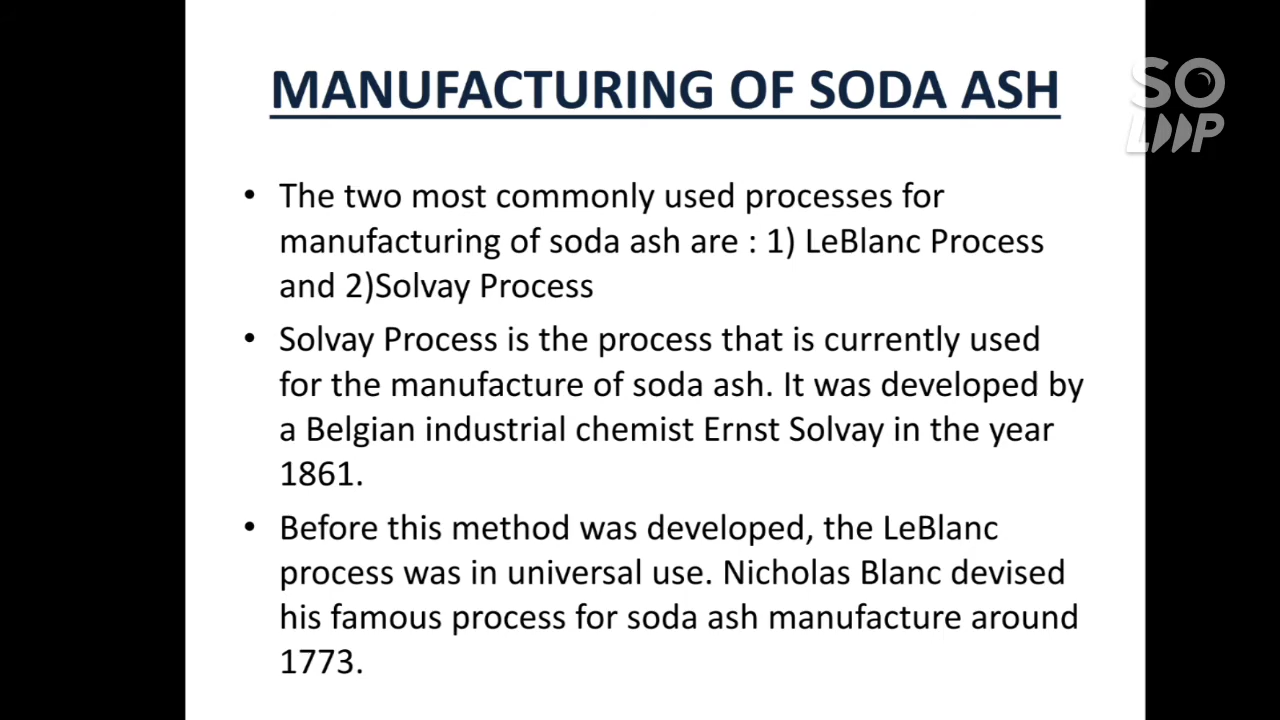 MANUFACTURING OF SODA ASH
SO
LOOP
• The two most commonly used processes for
manufacturing of soda ash are : 1) LeBlanc Process
and 2)Solvay Process
• Solvay Process is the process that is currently used
for the manufacture of soda ash. It was developed by
a Belgian industrial chemist Ernst Solvay in the year
1861.
• Before this method was developed, the LeBlanc
process was in universal use. Nicholas Blanc devised
his famous process for soda ash manufacture around
1773.